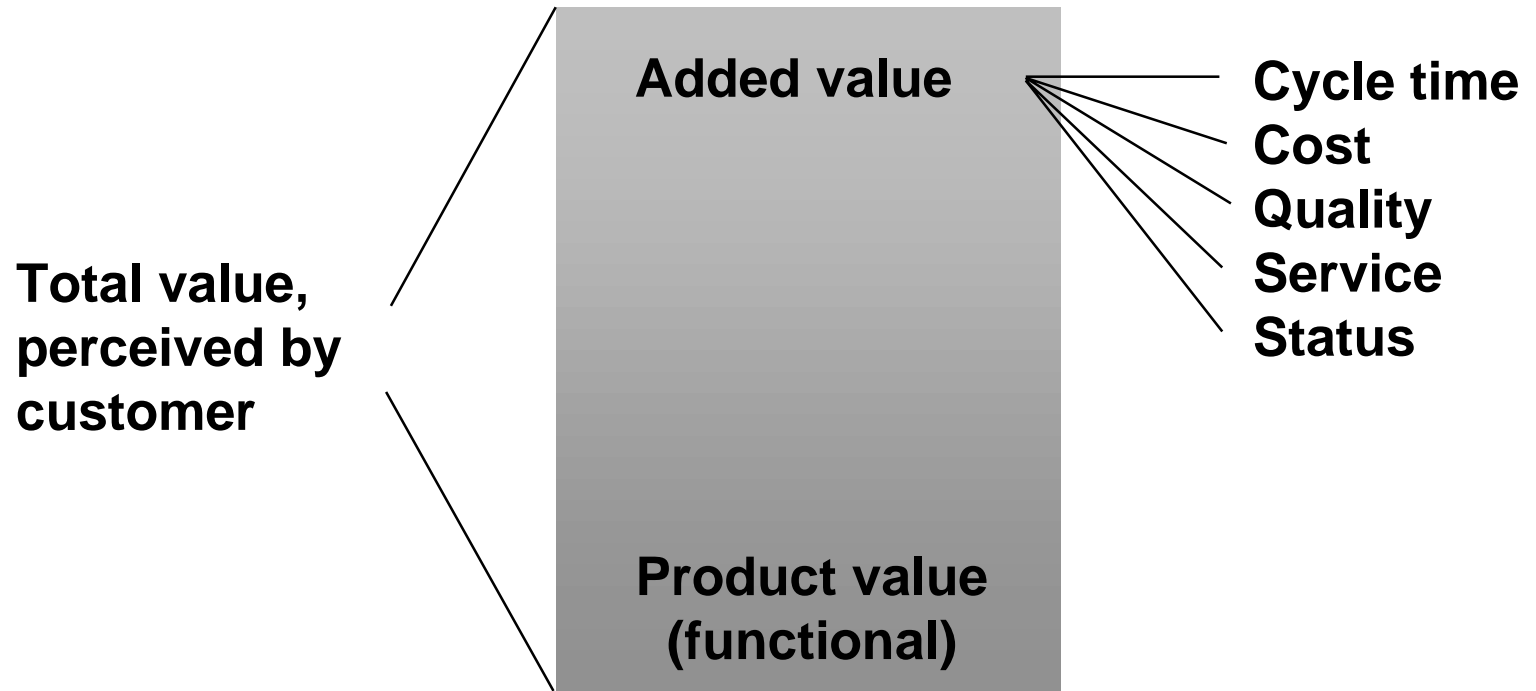 Total value,
perceived by
customer
Added value
Product value
(functional)
Cycle time
Cost
Quality
Service
Status